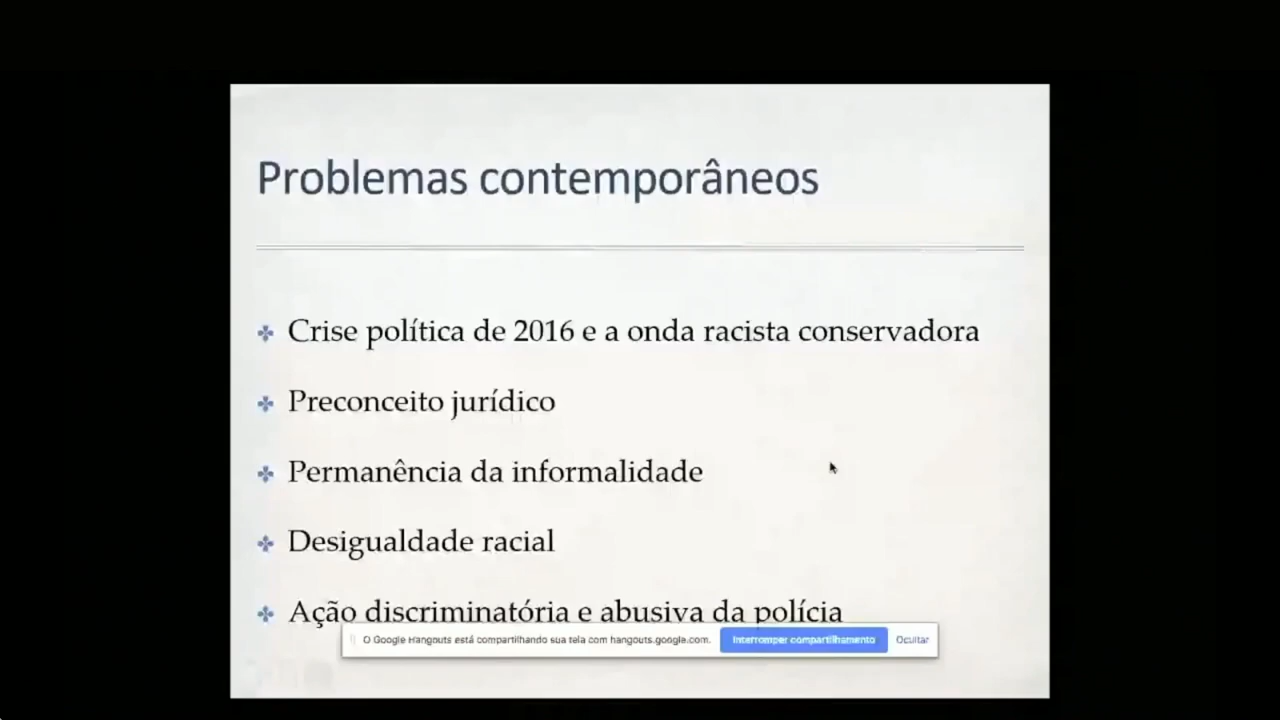 Problemas contemporâneos
Crise política de 2016 e a onda racista conservadora
Preconceito jurídico
Permanência da informalidade
Desigualdade racial
Ação discriminatória e abusiva da polícia
O Google Hangouts está compartilhando sua tela com hangouts.google.com. Interromper compartilhamento Ocultar